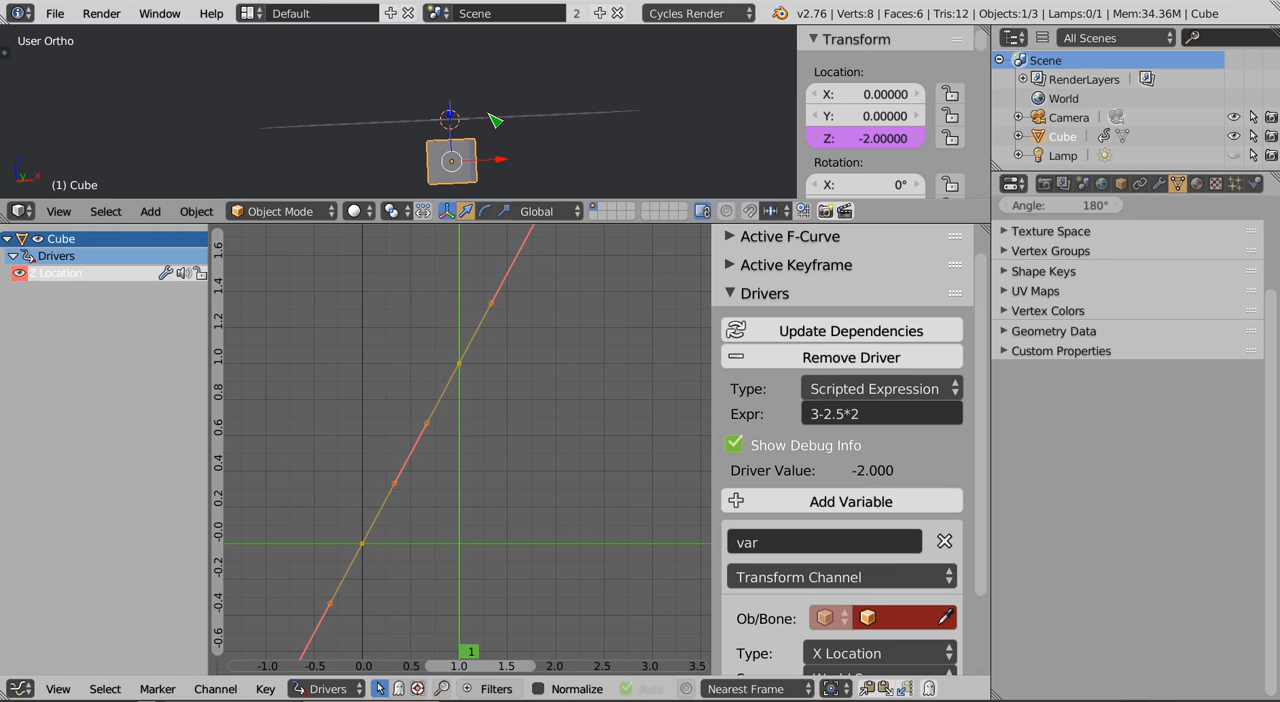 File Render Window Help Default Scene 2 Cycles Render v2.76 | Verts:8 | Faces:6 | Tris:12 | Objects:1/3 | Lamps:0/1 | Mem:34.36M | Cube
User Ortho
(1) Cube
z
y x
Transform
Location:
X: 0.00000
Y: 0.00000
Z: -2.00000
Rotation:
X: 0°
View Select Add Object Object Mode Global
All Scenes
Scene
RenderLayers
World
Camera
Cube
Lamp
Angle: 180°
Texture Space
Vertex Groups
Shape Keys
UV Maps
Vertex Colors
Geometry Data
Custom Properties
Cube
Drivers
Z Location
1.6
1.4
1.2
1.0
0.8
0.6
0.4
0.2
-0.0
-0.2
-0.4
-0.6
1
-1.0 -0.5 0.0 0.5 1.0 1.5 2.0 2.5 3.0 3.5
Active F-Curve
Active Keyframe
Drivers
Update Dependencies
Remove Driver
Type: Scripted Expression
Expr: 3-2.5*2
Show Debug Info
Driver Value: -2.000
Add Variable
var
Transform Channel
Ob/Bone:
Type: X Location
View Select Marker Channel Key Drivers Filters Normalize Auto Nearest Frame